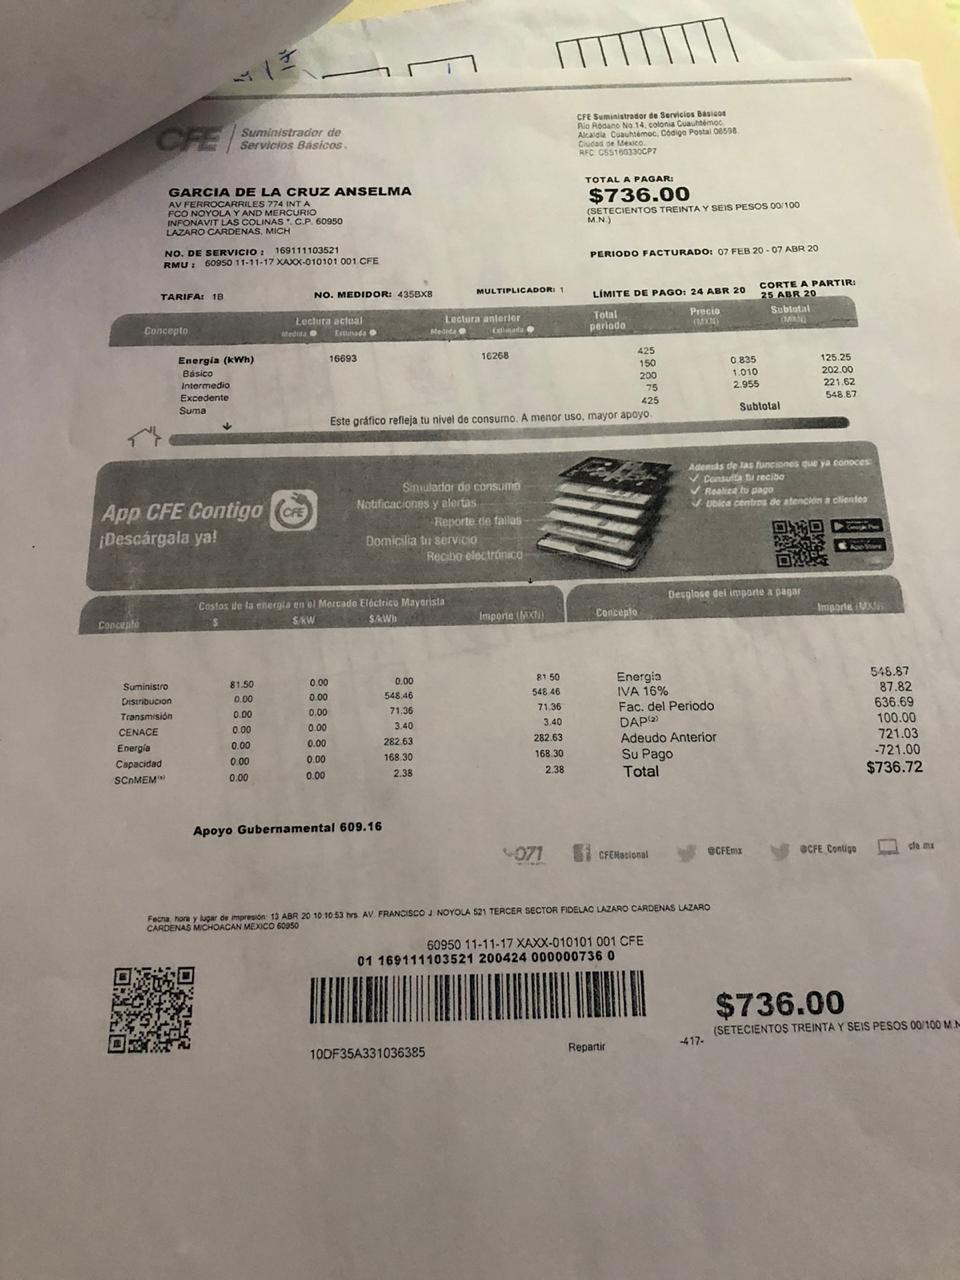 CFE Suministrador de
Servicios Básicos.
CFE Suministrador de Servicios Básicos
Río Ródano No.14, colonia Cuauhtémoc,
Alcaldía Cuauhtémoc, Código Postal 06598,
Ciudad de México.
RFC: CSS160330CP7
GARCIA DE LA CRUZ ANSELMA
AV FERROCARRILES 774 INT A
FCO NOYOLA Y AND MERCURIO
INFONAVIT LAS COLINAS *, C.P. 60950
LAZARO CARDENAS, MICH
TOTAL A PAGAR:
$736.00
(SETECIENTOS TREINTA Y SEIS PESOS 00/100
M.N.)
NO. DE SERVICIO : 169111103521
RMU : 60950 11-11-17 XAXX-010101 001 CFE
PERIODO FACTURADO: 07 FEB 20 - 07 ABR 20
TARIFA: 1B NO. MEDIDOR: 435BX8 MULTIPLICADOR: 1 LÍMITE DE PAGO: 24 ABR 20 CORTE A PARTIR:
25 ABR 20
Concepto Lectura actual Lectura anterior Total Precio Subtotal
Medida Estimada Medida Estimada periodo (MXN) (MXN)
Energía (kWh) 16693 16268 425
Básico 150 0.835 125.25
Intermedio 200 1.010 202.00
Excedente 75 2.955 221.62
Suma 425 Subtotal 548.87
Este gráfico refleja tu nivel de consumo. A menor uso, mayor apoyo.
App CFE Contigo CFE
¡Descárgala ya!
Simulador de consumo
Notificaciones y alertas
Reporte de fallas
Domicilia tu servicio
Recibo electrónico
Además de las funciones que ya conoces:
✓ Consulta tu recibo
✓ Realiza tu pago
✓ Ubica centros de atención a clientes
Google Play
App Store
Costos de la energía en el Mercado Eléctrico Mayorista
Concepto $ $/kW $/kWh Importe (MXN)
Suministro 81.50 0.00 0.00 81.50
Distribucion 0.00 0.00 548.46 548.46
Transmisión 0.00 0.00 71.36 71.36
CENACE 0.00 0.00 3.40 3.40
Energía 0.00 0.00 282.63 282.63
Capacidad 0.00 0.00 168.30 168.30
SCnMEM 0.00 0.00 2.38 2.38
Desglose del importe a pagar
Concepto Importe (MXN)
Energía 548.87
IVA 16% 87.82
Fac. del Periodo 636.69
DAP(2) 100.00
Adeudo Anterior 721.03
Su Pago -721.00
Total $736.72
Apoyo Gubernamental 609.16
071 CFENacional @CFEmx @CFE_Contigo cfe.mx
Fecha, hora y lugar de impresión: 13 ABR 20 10:10:53 hrs. AV. FRANCISCO J. NOYOLA 521 TERCER SECTOR FIDELAC LAZARO CARDENAS LAZARO
CARDENAS MICHOACAN MEXICO 60950
60950 11-11-17 XAXX-010101 001 CFE
01 169111103521 200424 000000736 0
10DF35A331036385 Repartir -417-
$736.00
(SETECIENTOS TREINTA Y SEIS PESOS 00/100 M.N